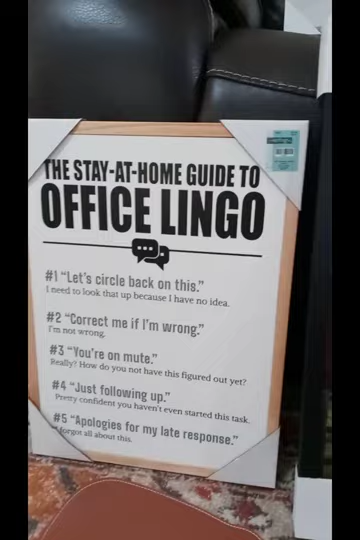 THE STAY-AT-HOME GUIDE TO
OFFICE LINGO
#1 "Let's circle back on this."
I need to look that up because I have no idea.
#2 "Correct me if I'm wrong."
I'm not wrong.
#3 "You're on mute."
Really? How do you not have this figured out yet?
#4 "Just following up."
Pretty confident you haven't even started this task.
#5 "Apologies for my late response."
I forgot all about this.